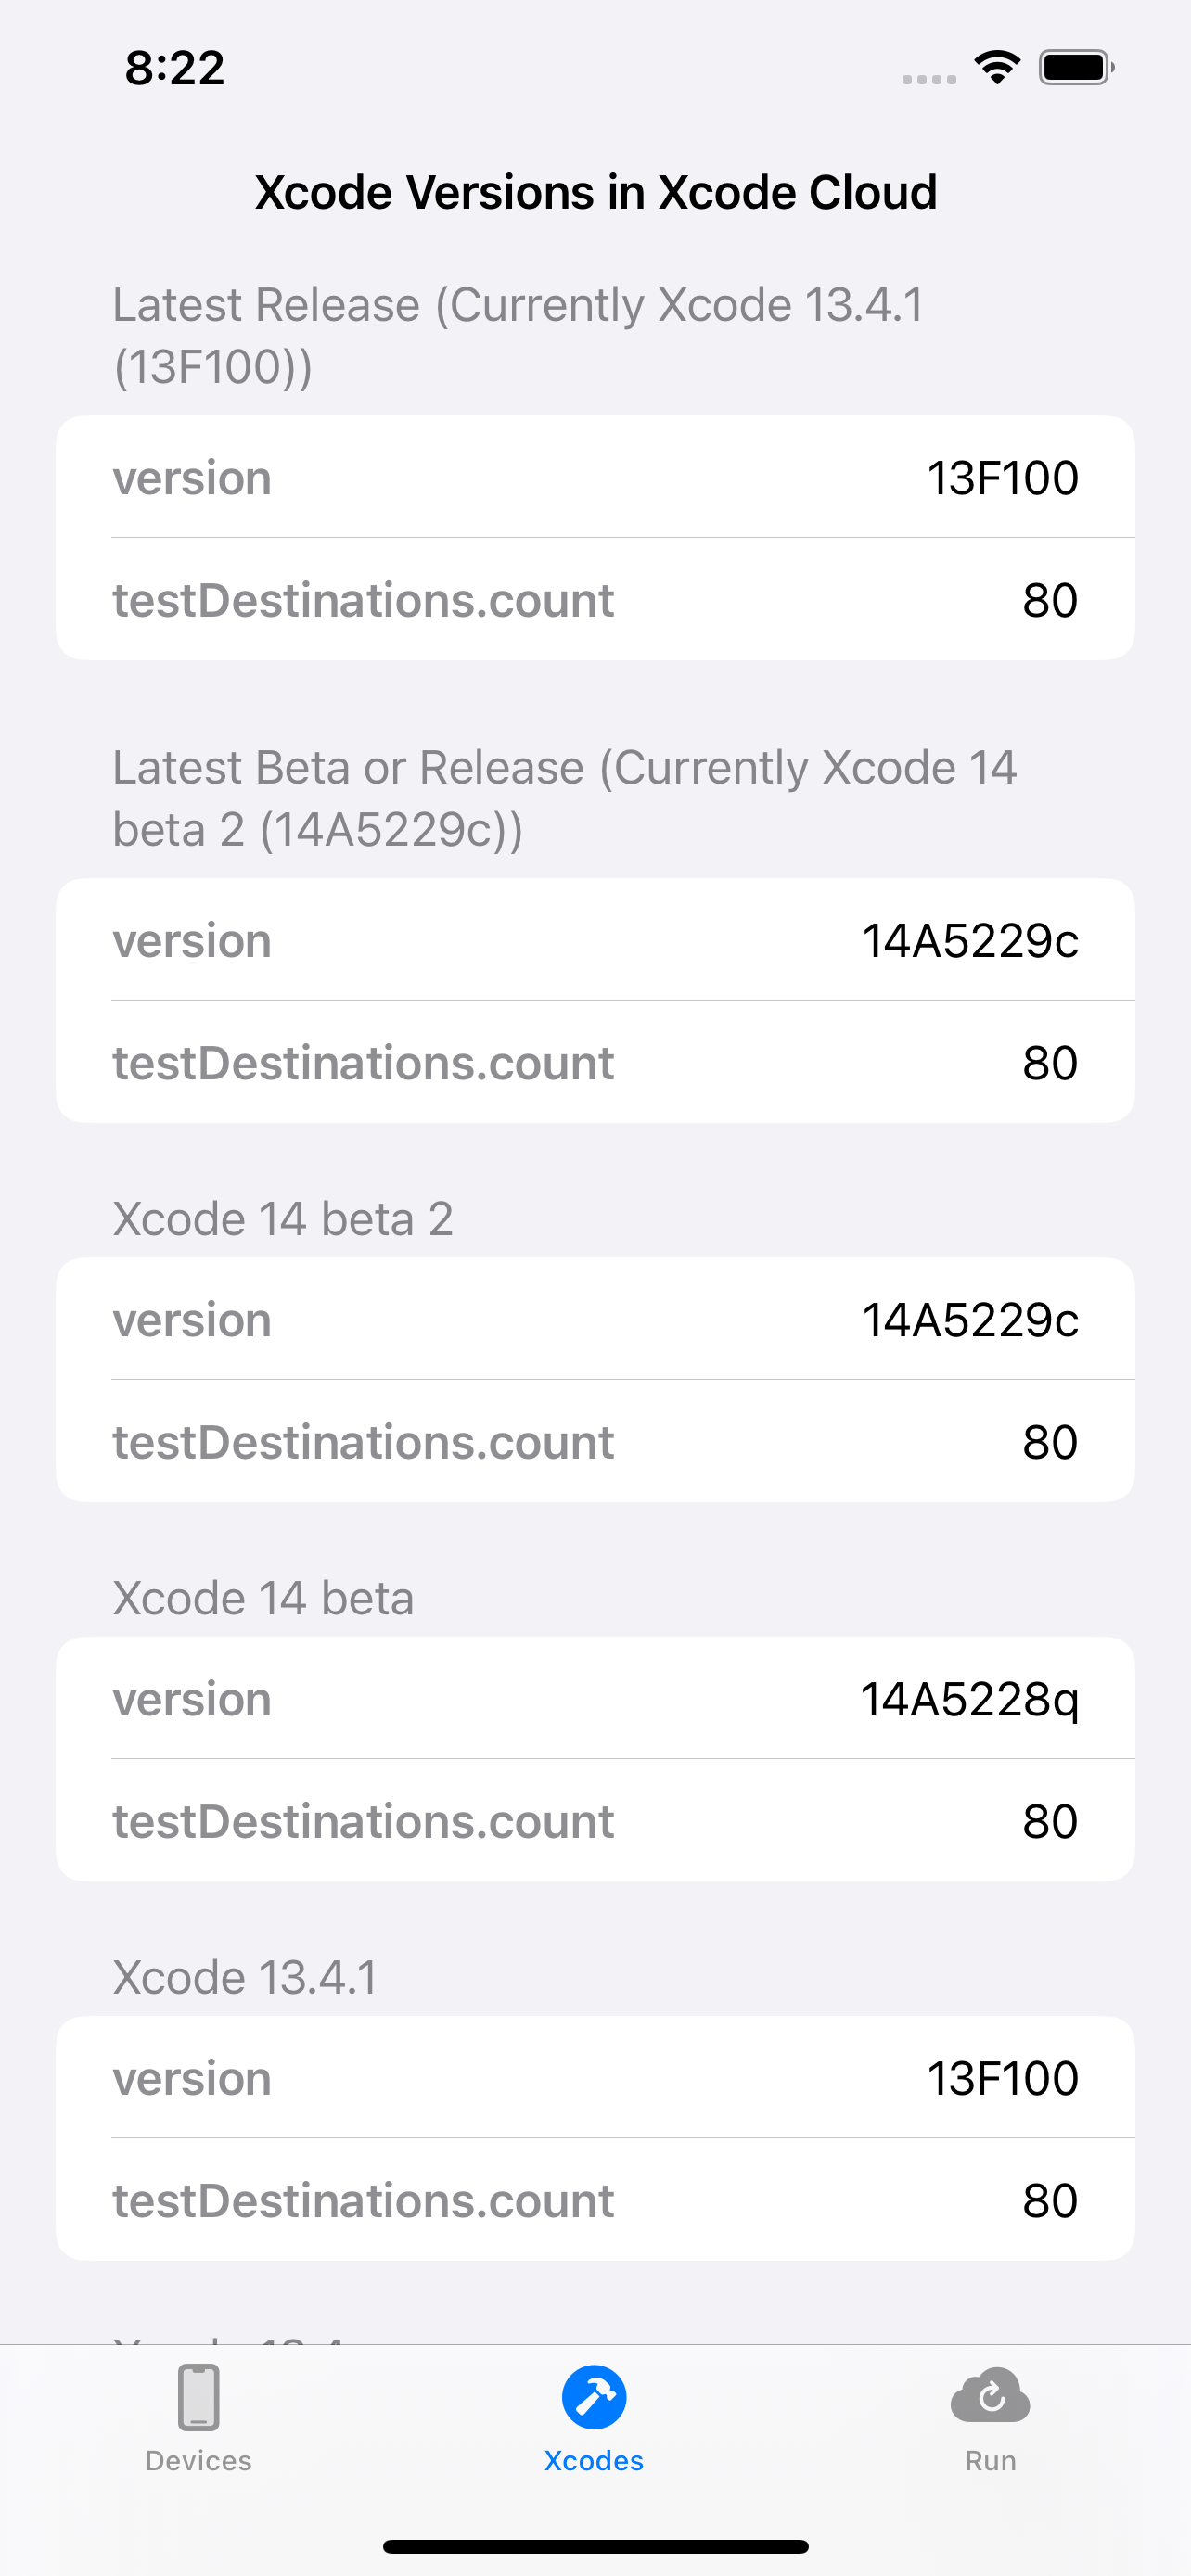 8:22
Xcode Versions in Xcode Cloud
Latest Release (Currently Xcode 13.4.1
(13F100))
version 13F100
testDestinations.count 80
Latest Beta or Release (Currently Xcode 14
beta 2 (14A5229c))
version 14A5229c
testDestinations.count 80
Xcode 14 beta 2
version 14A5229c
testDestinations.count 80
Xcode 14 beta
version 14A5228q
testDestinations.count 80
Xcode 13.4.1
version 13F100
testDestinations.count 80
Devices Xcodes Run